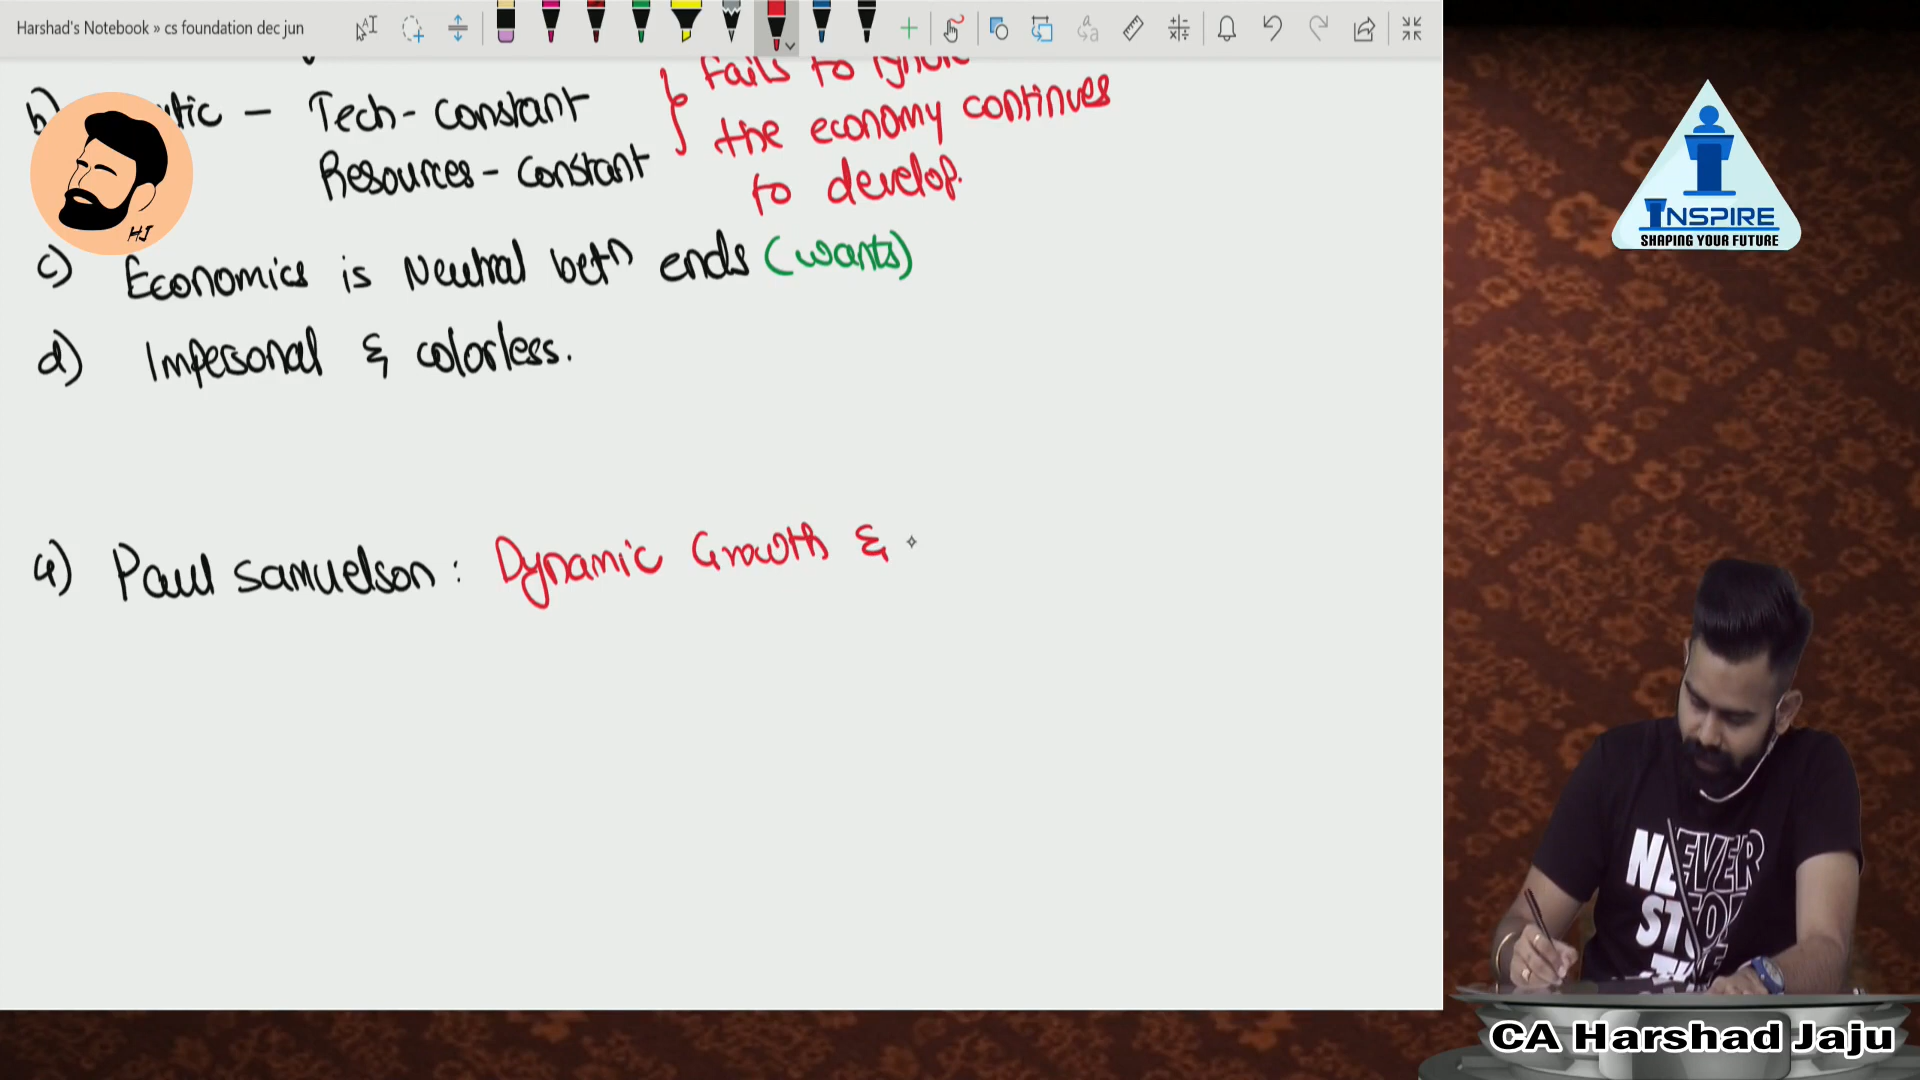 Harshad's Notebook » cs foundation dec jun
Fails to ignore
b) tic - Tech - constant
the economy continues
Resources - constant
to develop.
c) Economics is Neutral betn ends (wants)
d) Impersonal & colorless.
4) Paul Samuelson : Dynamic Growth &
HJ
INSPIRE
SHAPING YOUR FUTURE
NEVER
STO
CA Harshad Jaju